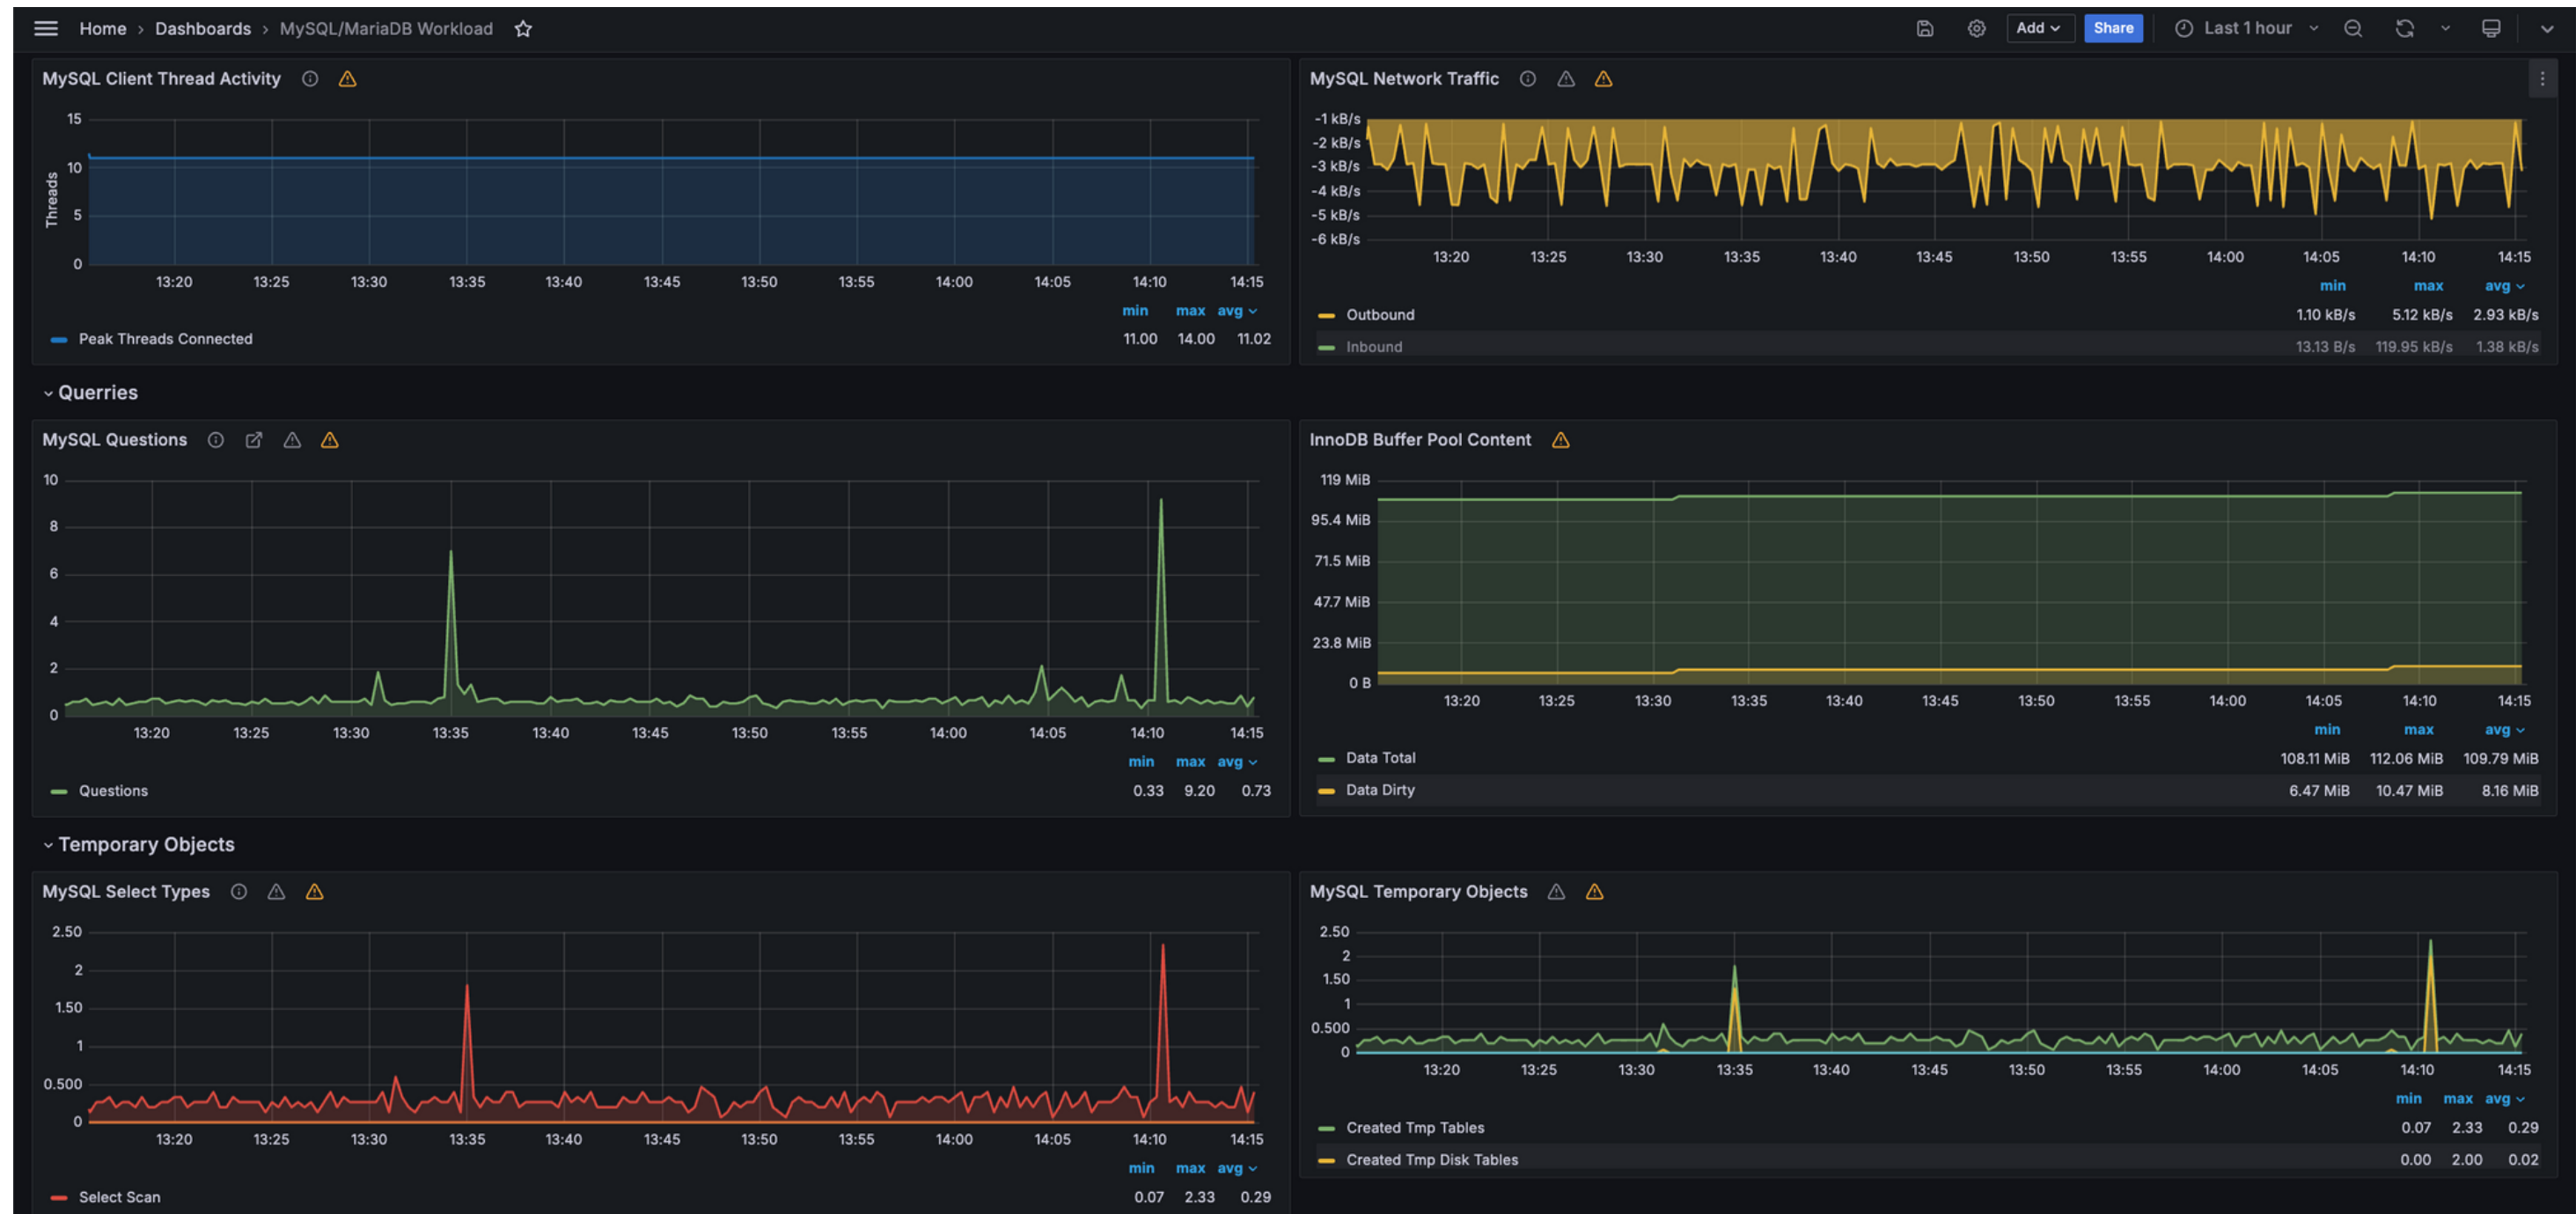 Home › Dashboards › MySQL/MariaDB Workload
Add
Share
Last 1 hour
MySQL Client Thread Activity
15
10
5
0
Threads
13:20 13:25 13:30 13:35 13:40 13:45 13:50 13:55 14:00 14:05 14:10 14:15
min max avg
Peak Threads Connected 11.00 14.00 11.02
MySQL Network Traffic
-1 kB/s
-2 kB/s
-3 kB/s
-4 kB/s
-5 kB/s
-6 kB/s
13:20 13:25 13:30 13:35 13:40 13:45 13:50 13:55 14:00 14:05 14:10 14:15
min max avg
Outbound 1.10 kB/s 5.12 kB/s 2.93 kB/s
Inbound 13.13 B/s 119.95 kB/s 1.38 kB/s
Querries
MySQL Questions
10
8
6
4
2
0
13:20 13:25 13:30 13:35 13:40 13:45 13:50 13:55 14:00 14:05 14:10 14:15
min max avg
Questions 0.33 9.20 0.73
InnoDB Buffer Pool Content
119 MiB
95.4 MiB
71.5 MiB
47.7 MiB
23.8 MiB
0 B
13:20 13:25 13:30 13:35 13:40 13:45 13:50 13:55 14:00 14:05 14:10 14:15
min max avg
Data Total 108.11 MiB 112.06 MiB 109.79 MiB
Data Dirty 6.47 MiB 10.47 MiB 8.16 MiB
Temporary Objects
MySQL Select Types
2.50
2
1.50
1
0.500
0
13:20 13:25 13:30 13:35 13:40 13:45 13:50 13:55 14:00 14:05 14:10 14:15
min max avg
Select Scan 0.07 2.33 0.29
MySQL Temporary Objects
2.50
2
1.50
1
0.500
0
13:20 13:25 13:30 13:35 13:40 13:45 13:50 13:55 14:00 14:05 14:10 14:15
min max avg
Created Tmp Tables 0.07 2.33 0.29
Created Tmp Disk Tables 0.00 2.00 0.02